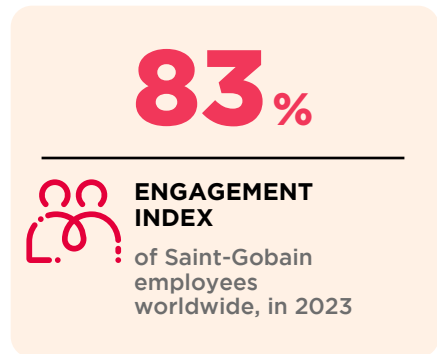 83%
ENGAGEMENT
INDEX
of Saint-Gobain
employees
worldwide, in 2023